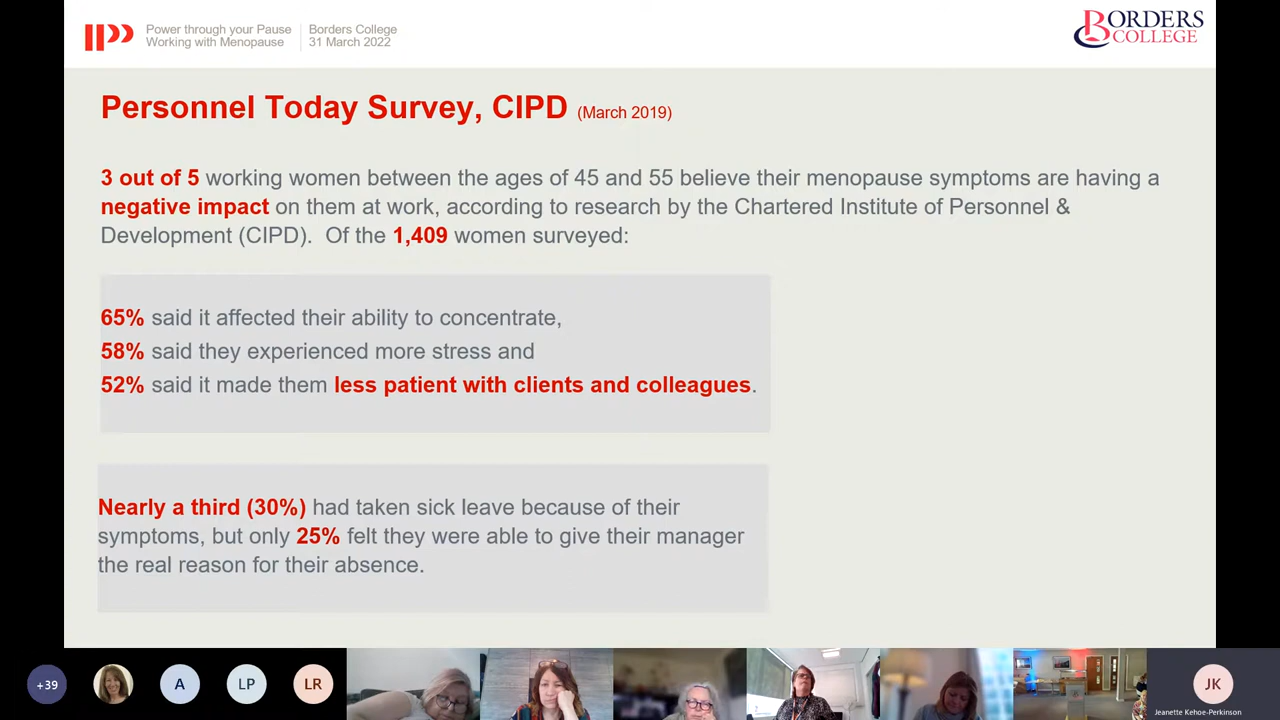 Power through your Pause
Working with Menopause
Borders College
31 March 2022
BORDERS
COLLEGE
Personnel Today Survey, CIPD (March 2019)
3 out of 5 working women between the ages of 45 and 55 believe their menopause symptoms are having a
negative impact on them at work, according to research by the Chartered Institute of Personnel &
Development (CIPD).  Of the 1,409 women surveyed:
65% said it affected their ability to concentrate,
58% said they experienced more stress and
52% said it made them less patient with clients and colleagues.
Nearly a third (30%) had taken sick leave because of their
symptoms, but only 25% felt they were able to give their manager
the real reason for their absence.
+39
A
LP
LR
JK
Jeanette Kehoe-Perkinson